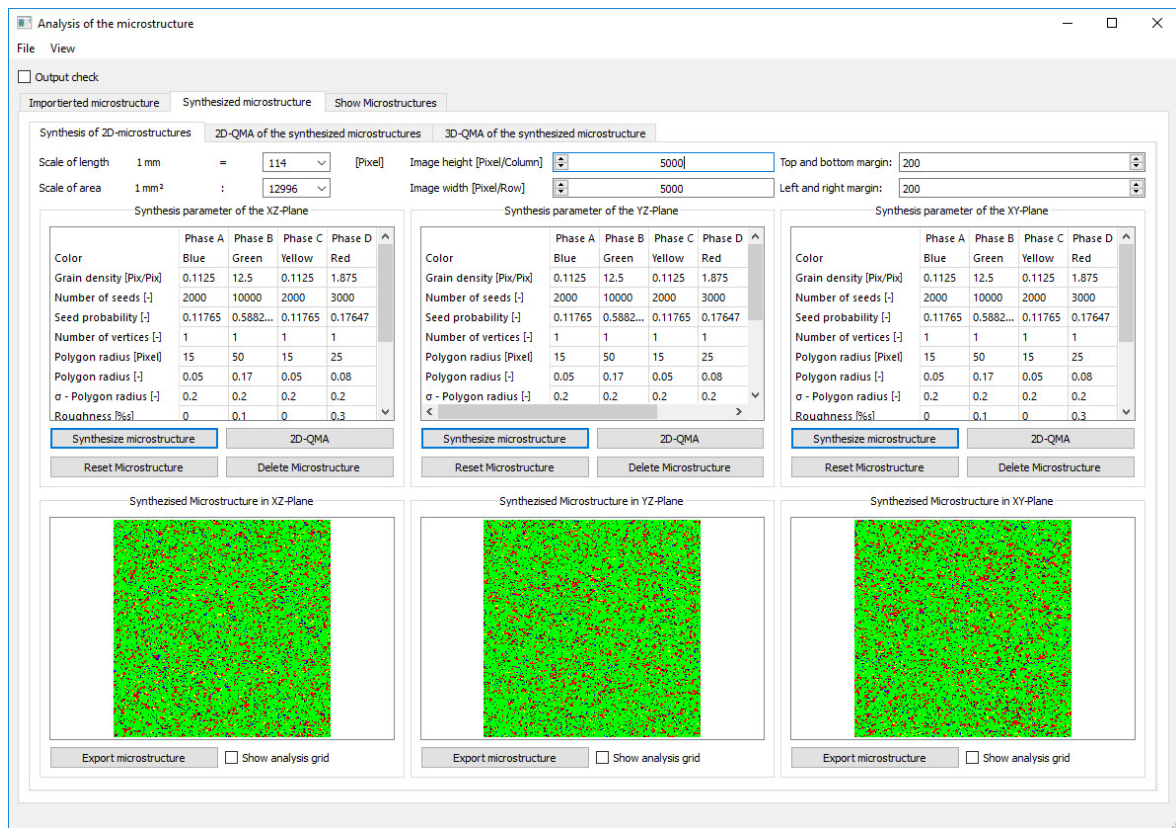 Analysis of the microstructure
File View
Output check
Importierted microstructure Synthesized microstructure Show Microstructures
Synthesis of 2D-microstructures 2D-QMA of the synthesized microstructures 3D-QMA of the synthesized microstructure
Scale of length 1 mm = 114 [Pixel] Image height [Pixel/Column] 5000 Top and bottom margin: 200
Scale of area 1 mm² : 12996 Image width [Pixel/Row] 5000 Left and right margin: 200
Synthesis parameter of the XZ-Plane Synthesis parameter of the YZ-Plane Synthesis parameter of the XY-Plane
Phase A Phase B Phase C Phase D Phase A Phase B Phase C Phase D Phase A Phase B Phase C Phase D
Color Blue Green Yellow Red Color Blue Green Yellow Red Color Blue Green Yellow Red
Grain density [Pix/Pix] 0.1125 12.5 0.1125 1.875 Grain density [Pix/Pix] 0.1125 12.5 0.1125 1.875 Grain density [Pix/Pix] 0.1125 12.5 0.1125 1.875
Number of seeds [-] 2000 10000 2000 3000 Number of seeds [-] 2000 10000 2000 3000 Number of seeds [-] 2000 10000 2000 3000
Seed probability [-] 0.11765 0.5882... 0.11765 0.17647 Seed probability [-] 0.11765 0.5882... 0.11765 0.17647 Seed probability [-] 0.11765 0.5882... 0.11765 0.17647
Number of vertices [-] 1 1 1 1 Number of vertices [-] 1 1 1 1 Number of vertices [-] 1 1 1 1
Polygon radius [Pixel] 15 50 15 25 Polygon radius [Pixel] 15 50 15 25 Polygon radius [Pixel] 15 50 15 25
Polygon radius [-] 0.05 0.17 0.05 0.08 Polygon radius [-] 0.05 0.17 0.05 0.08 Polygon radius [-] 0.05 0.17 0.05 0.08
σ - Polygon radius [-] 0.2 0.2 0.2 0.2 σ - Polygon radius [-] 0.2 0.2 0.2 0.2 σ - Polygon radius [-] 0.2 0.2 0.2 0.2
Roughness [%s] 0 0.1 0 0.3 Roughness [%s] 0 0.1 0 0.3
Synthesize microstructure 2D-QMA Synthesize microstructure 2D-QMA Synthesize microstructure 2D-QMA
Reset Microstructure Delete Microstructure Reset Microstructure Delete Microstructure Reset Microstructure Delete Microstructure
Synthezised Microstructure in XZ-Plane Synthezised Microstructure in YZ-Plane Synthezised Microstructure in XY-Plane
Export microstructure Show analysis grid Export microstructure Show analysis grid Export microstructure Show analysis grid